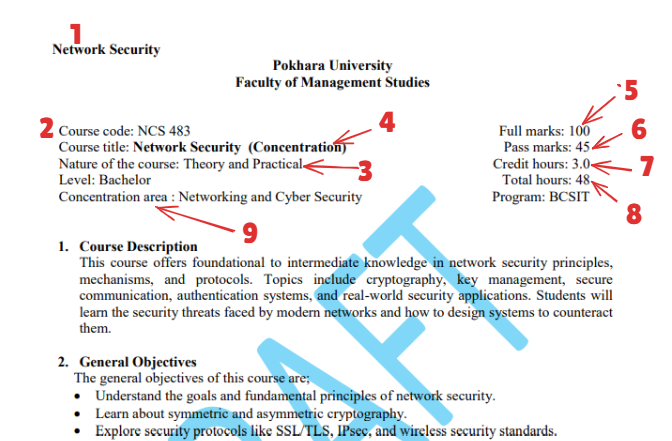 1
Network Security
Pokhara University
Faculty of Management Studies
5
2 Course code: NCS 483 Full marks: 100
4 6
Course title: Network Security (Concentration) Pass marks: 45
Nature of the course: Theory and Practical 3 Credit hours: 3.0 7
Level: Bachelor Total hours: 48
Concentration area : Networking and Cyber Security Program: BCSIT 8
9
1. Course Description
This course offers foundational to intermediate knowledge in network security principles,
mechanisms, and protocols. Topics include cryptography, key management, secure
communication, authentication systems, and real-world security applications. Students will
learn the security threats faced by modern networks and how to design systems to counteract
them.
2. General Objectives
The general objectives of this course are;
• Understand the goals and fundamental principles of network security.
• Learn about symmetric and asymmetric cryptography.
• Explore security protocols like SSL/TLS, IPsec, and wireless security standards.
DRAFT